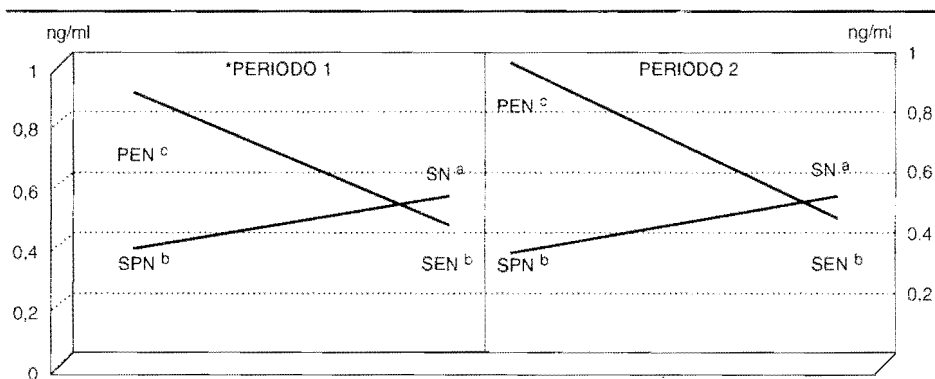 ng/ml ng/ml
*PERIODO 1 PERIODO 2
1 1
0,8 0.8
PEN c PEN c
0,6 0.6
SN a SN a
0,4 0.4
SPN b SEN b SPN b SEN b
0,2 0.2
0